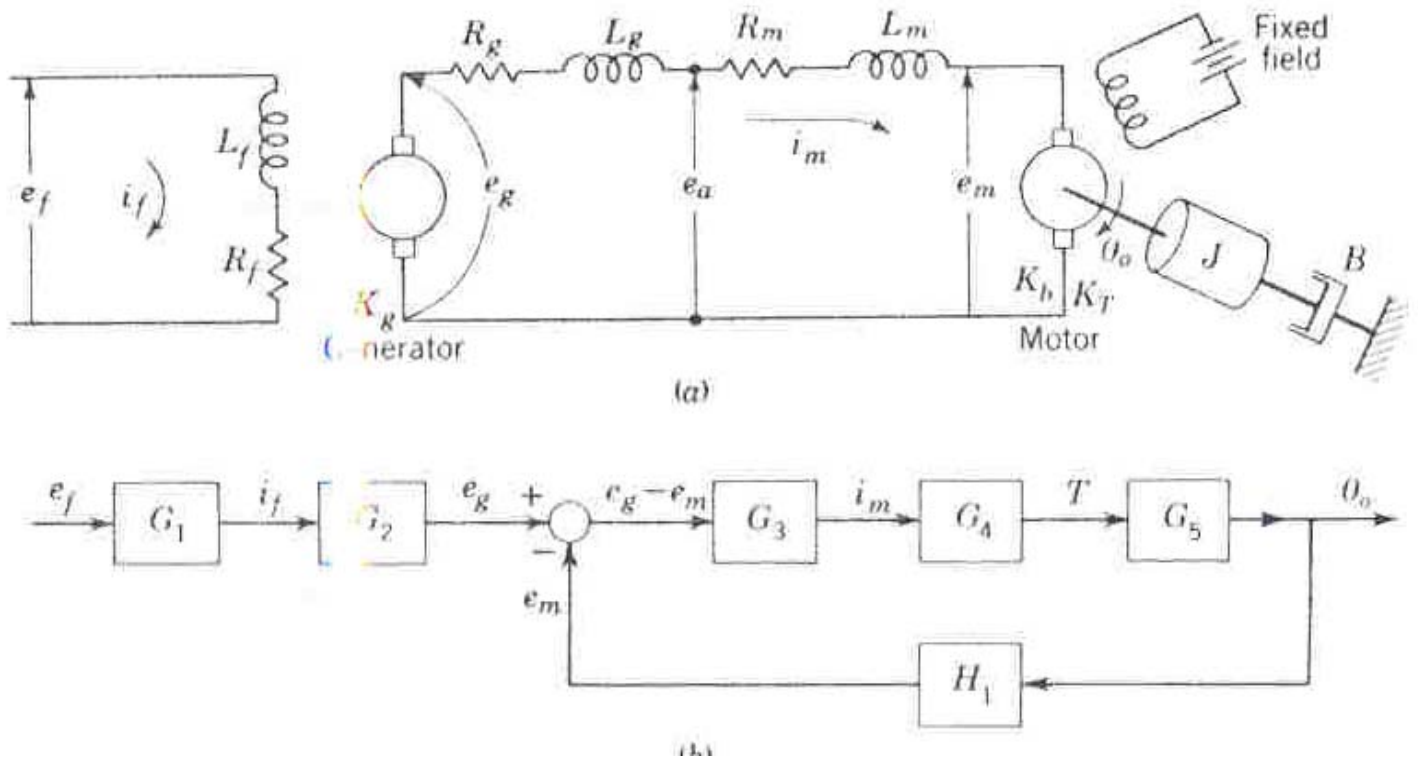 R_g L_g R_m L_m
Fixed
field
L_f
e_f i_f
R_f
e_g e_a i_m e_m
θ_o J B
K_g K_b K_T
Motor
(a)
e_f G_1 i_f G_2 e_g + e_g − e_m G_3 i_m G_4 T G_5 θ_o
−
e_m
H_1